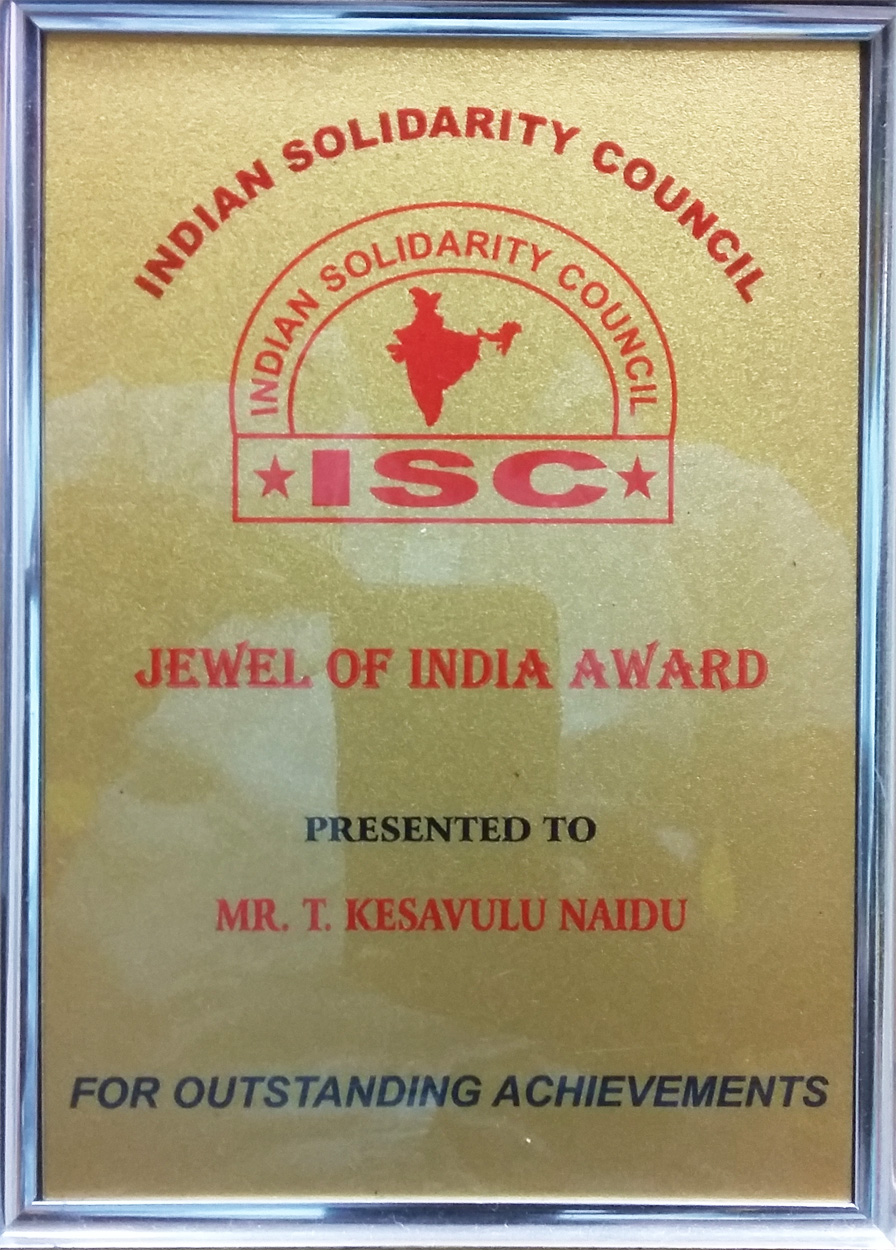 INDIAN SOLIDARITY COUNCIL
INDIAN SOLIDARITY COUNCIL
★ISC★
JEWEL OF INDIA AWARD
PRESENTED TO
MR. T. KESAVULU NAIDU
FOR OUTSTANDING ACHIEVEMENTS